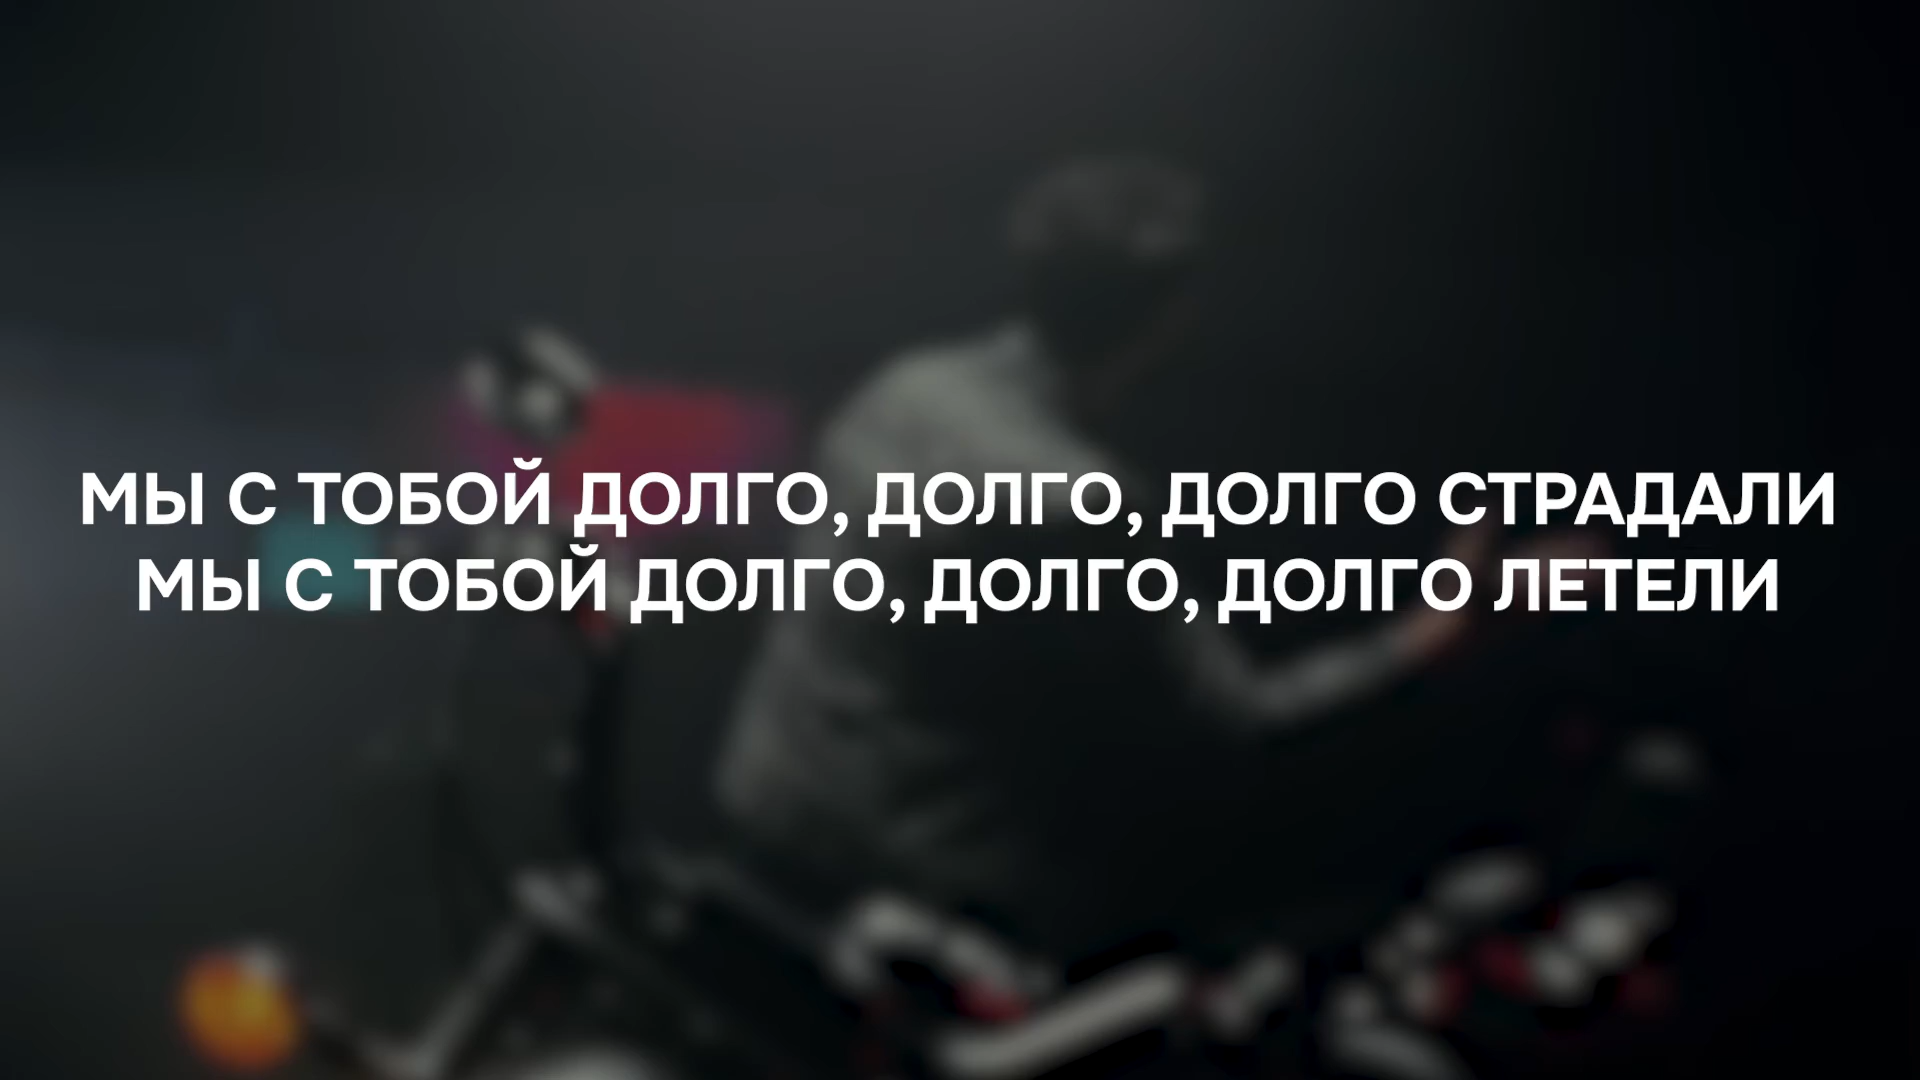 МЫ С ТОБОЙ ДОЛГО, ДОЛГО, ДОЛГО СТРАДАЛИ
МЫ С ТОБОЙ ДОЛГО, ДОЛГО, ДОЛГО ЛЕТЕЛИ